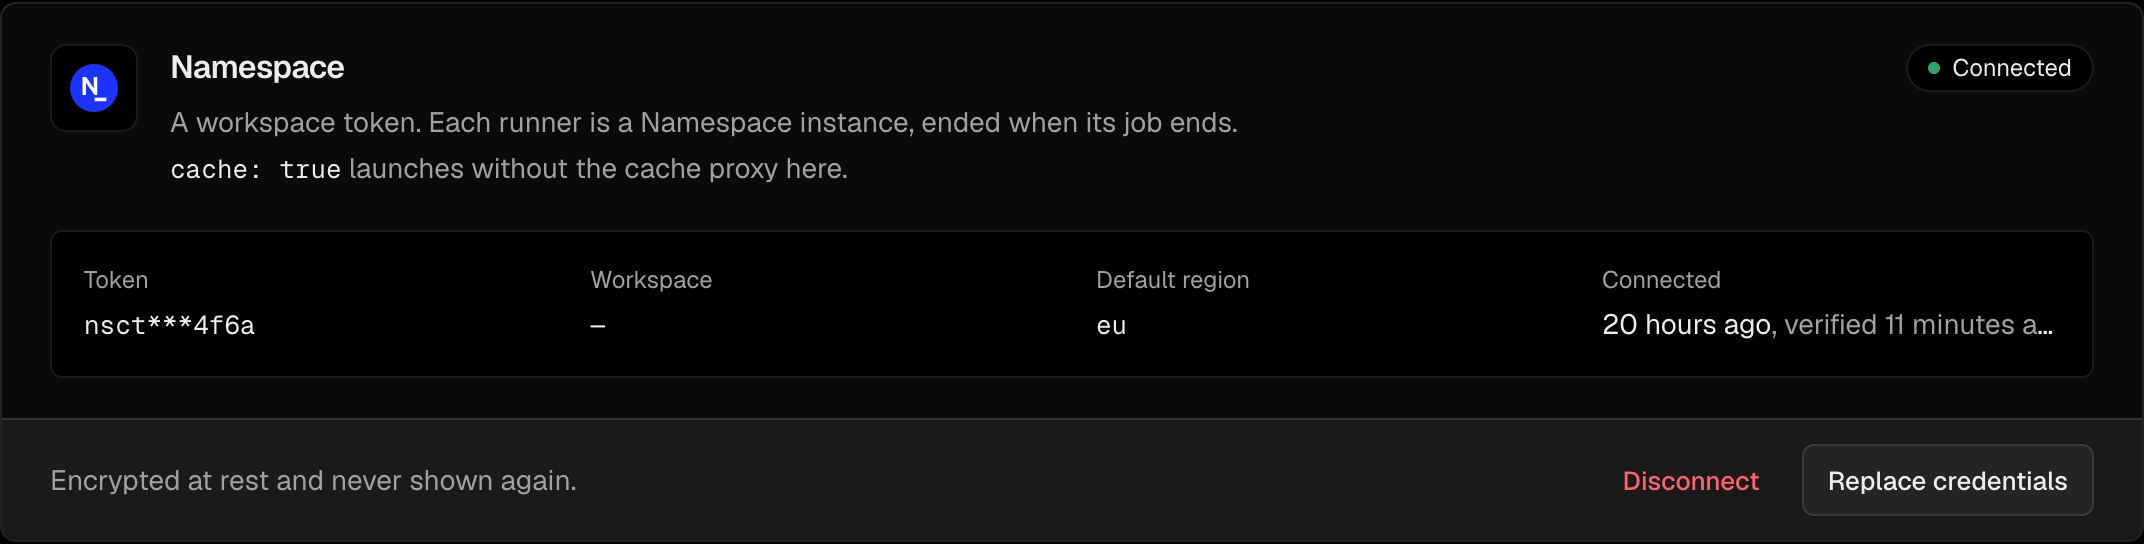 N_
Namespace
Connected
A workspace token. Each runner is a Namespace instance, ended when its job ends.
cache: true launches without the cache proxy here.
Token
Workspace
Default region
Connected
nsct***4f6a
–
eu
20 hours ago, verified 11 minutes a…
Encrypted at rest and never shown again.
Disconnect
Replace credentials